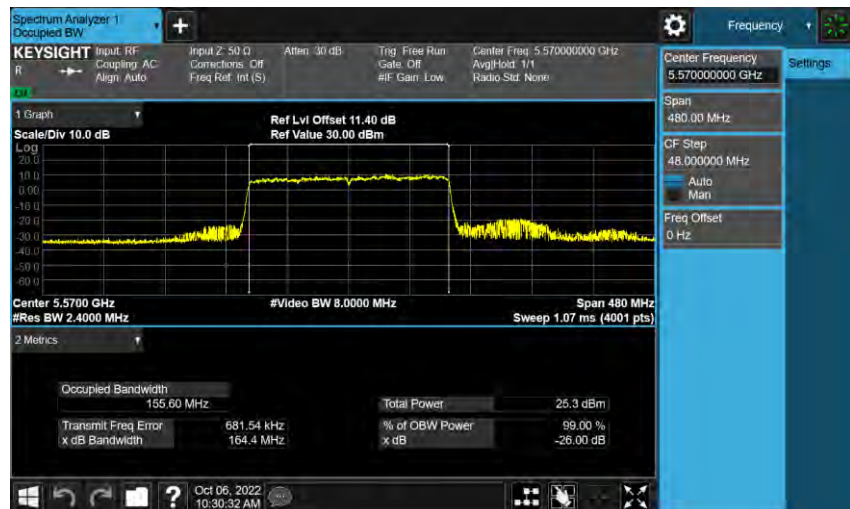 Spectrum Analyzer 1
Occupied BW
Frequency
KEYSIGHT
R
Input: RF
Coupling: AC
Align: Auto
Input Z: 50 Ω
Corrections: Off
Freq Ref: Int (S)
Atten: 30 dB
Trig: Free Run
Gate: Off
#IF Gain: Low
Center Freq: 5.570000000 GHz
Avg|Hold: 1/1
Radio Std: None
Center Frequency
5.570000000 GHz
Settings
Span
480.00 MHz
CF Step
48.000000 MHz
Auto
Man
Freq Offset
0 Hz
1 Graph
Scale/Div 10.0 dB
Ref Lvl Offset 11.40 dB
Ref Value 30.00 dBm
Log
20.0
10.0
0.00
-10.0
-20.0
-30.0
-40.0
-50.0
-60.0
Center 5.5700 GHz
#Video BW 8.0000 MHz
Span 480 MHz
#Res BW 2.4000 MHz
Sweep 1.07 ms (4001 pts)
2 Metrics
Occupied Bandwidth
155.60 MHz
Total Power
25.3 dBm
Transmit Freq Error
681.54 kHz
% of OBW Power
99.00 %
x dB Bandwidth
164.4 MHz
x dB
-26.00 dB
?
Oct 06, 2022
10:30:32 AM